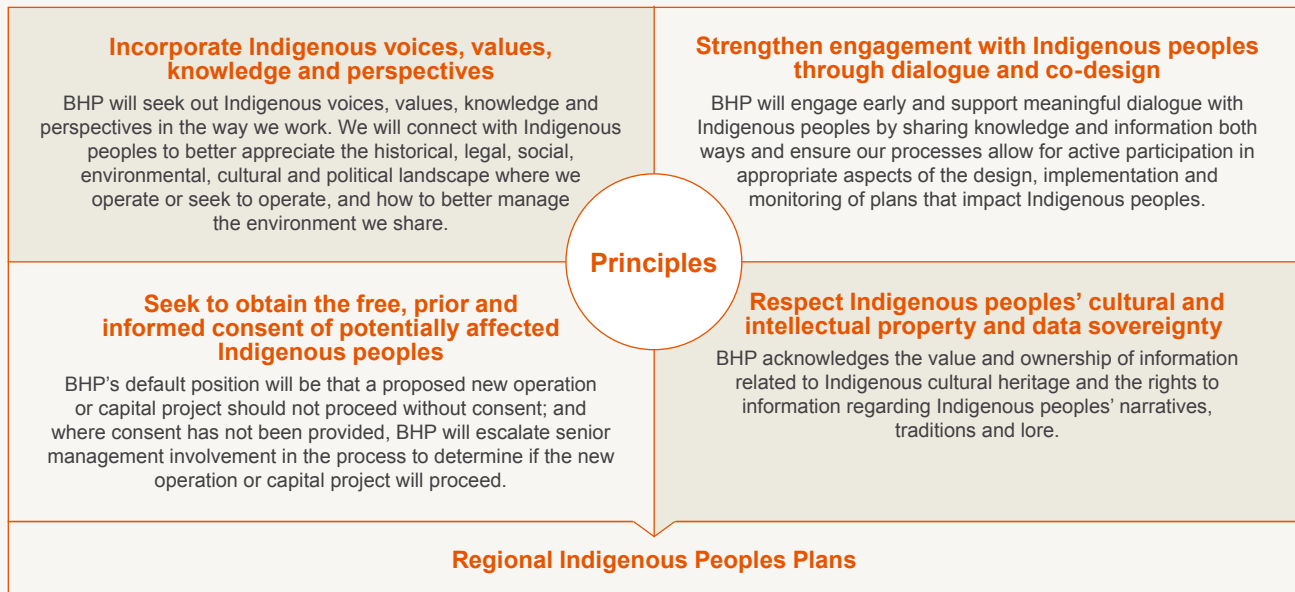 Incorporate Indigenous voices, values,
knowledge and perspectives
BHP will seek out Indigenous voices, values, knowledge and
perspectives in the way we work. We will connect with Indigenous
peoples to better appreciate the historical, legal, social,
environmental, cultural and political landscape where we
operate or seek to operate, and how to better manage
the environment we share.
Strengthen engagement with Indigenous peoples
through dialogue and co-design
BHP will engage early and support meaningful dialogue with
Indigenous peoples by sharing knowledge and information both
ways and ensure our processes allow for active participation in
appropriate aspects of the design, implementation and
monitoring of plans that impact Indigenous peoples.
Principles
Seek to obtain the free, prior and
informed consent of potentially affected
Indigenous peoples
BHP's default position will be that a proposed new operation
or capital project should not proceed without consent; and
where consent has not been provided, BHP will escalate senior
management involvement in the process to determine if the new
operation or capital project will proceed.
Respect Indigenous peoples' cultural and
intellectual property and data sovereignty
BHP acknowledges the value and ownership of information
related to Indigenous cultural heritage and the rights to
information regarding Indigenous peoples' narratives,
traditions and lore.
Regional Indigenous Peoples Plans